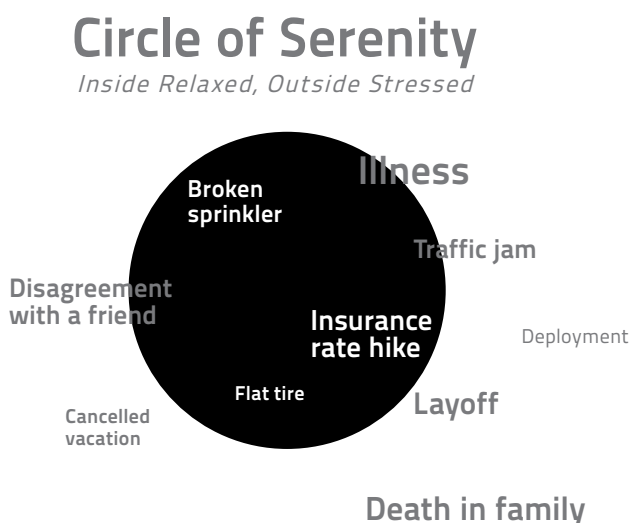 Circle of Serenity
Inside Relaxed, Outside Stressed
Illness
Broken
sprinkler
Traffic jam
Disagreement
with a friend
Insurance
rate hike
Deployment
Flat tire
Layoff
Cancelled
vacation
Death in family